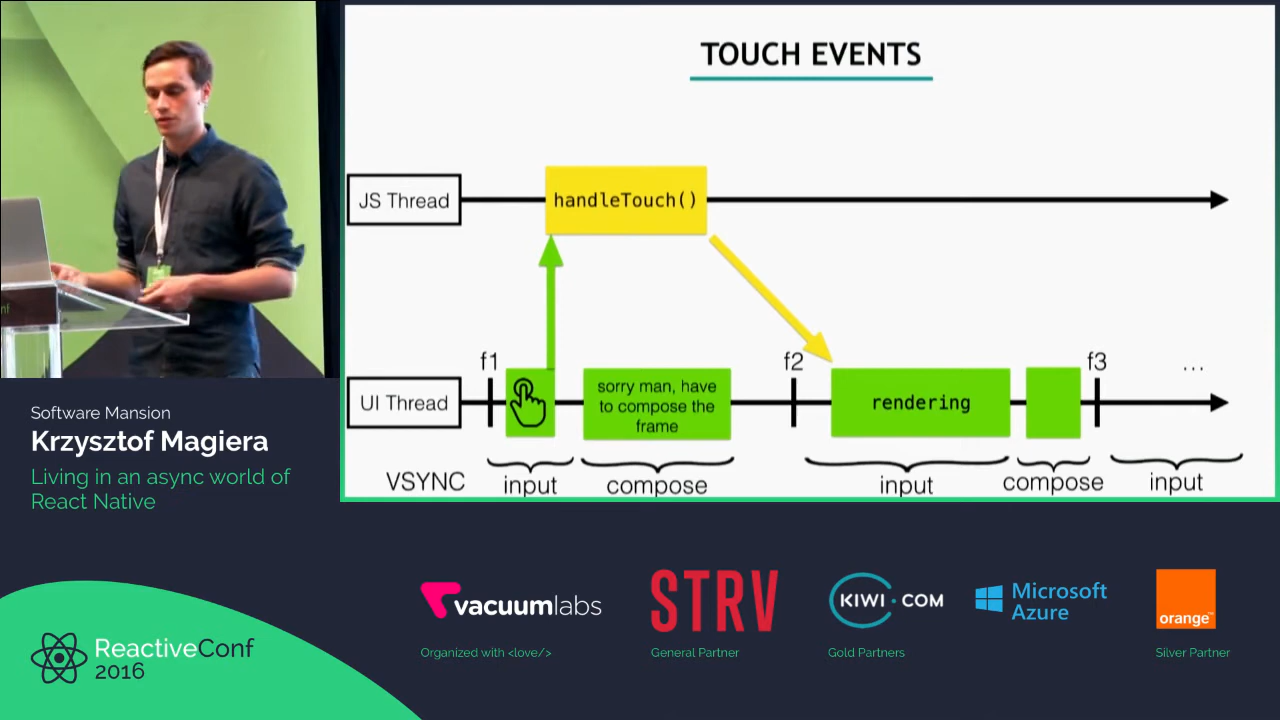 TOUCH EVENTS
JS Thread
handleTouch()
f1
f2
f3
...
UI Thread
sorry man, have
to compose the
frame
rendering
VSYNC
input
compose
input
compose
input
nf
Software Mansion
Krzysztof Magiera
Living in an async world of
React Native
vacuumlabs
STRV
KIWI.COM
Microsoft
Azure
orange™
Organized with <love/>
General Partner
Gold Partners
Silver Partner
ReactiveConf
2016